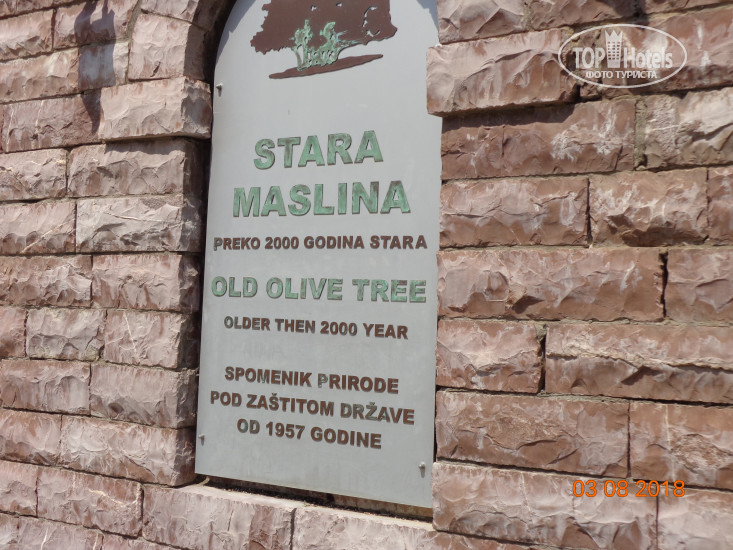 TOP Hotels
ФОТО ТУРИСТА
STARA
MASLINA
PREKO 2000 GODINA STARA
OLD OLIVE TREE
OLDER THEN 2000 YEAR
SPOMENIK PRIRODE
POD ZAŠTITOM DRŽAVE
OD 1957 GODINE
03 08 2018